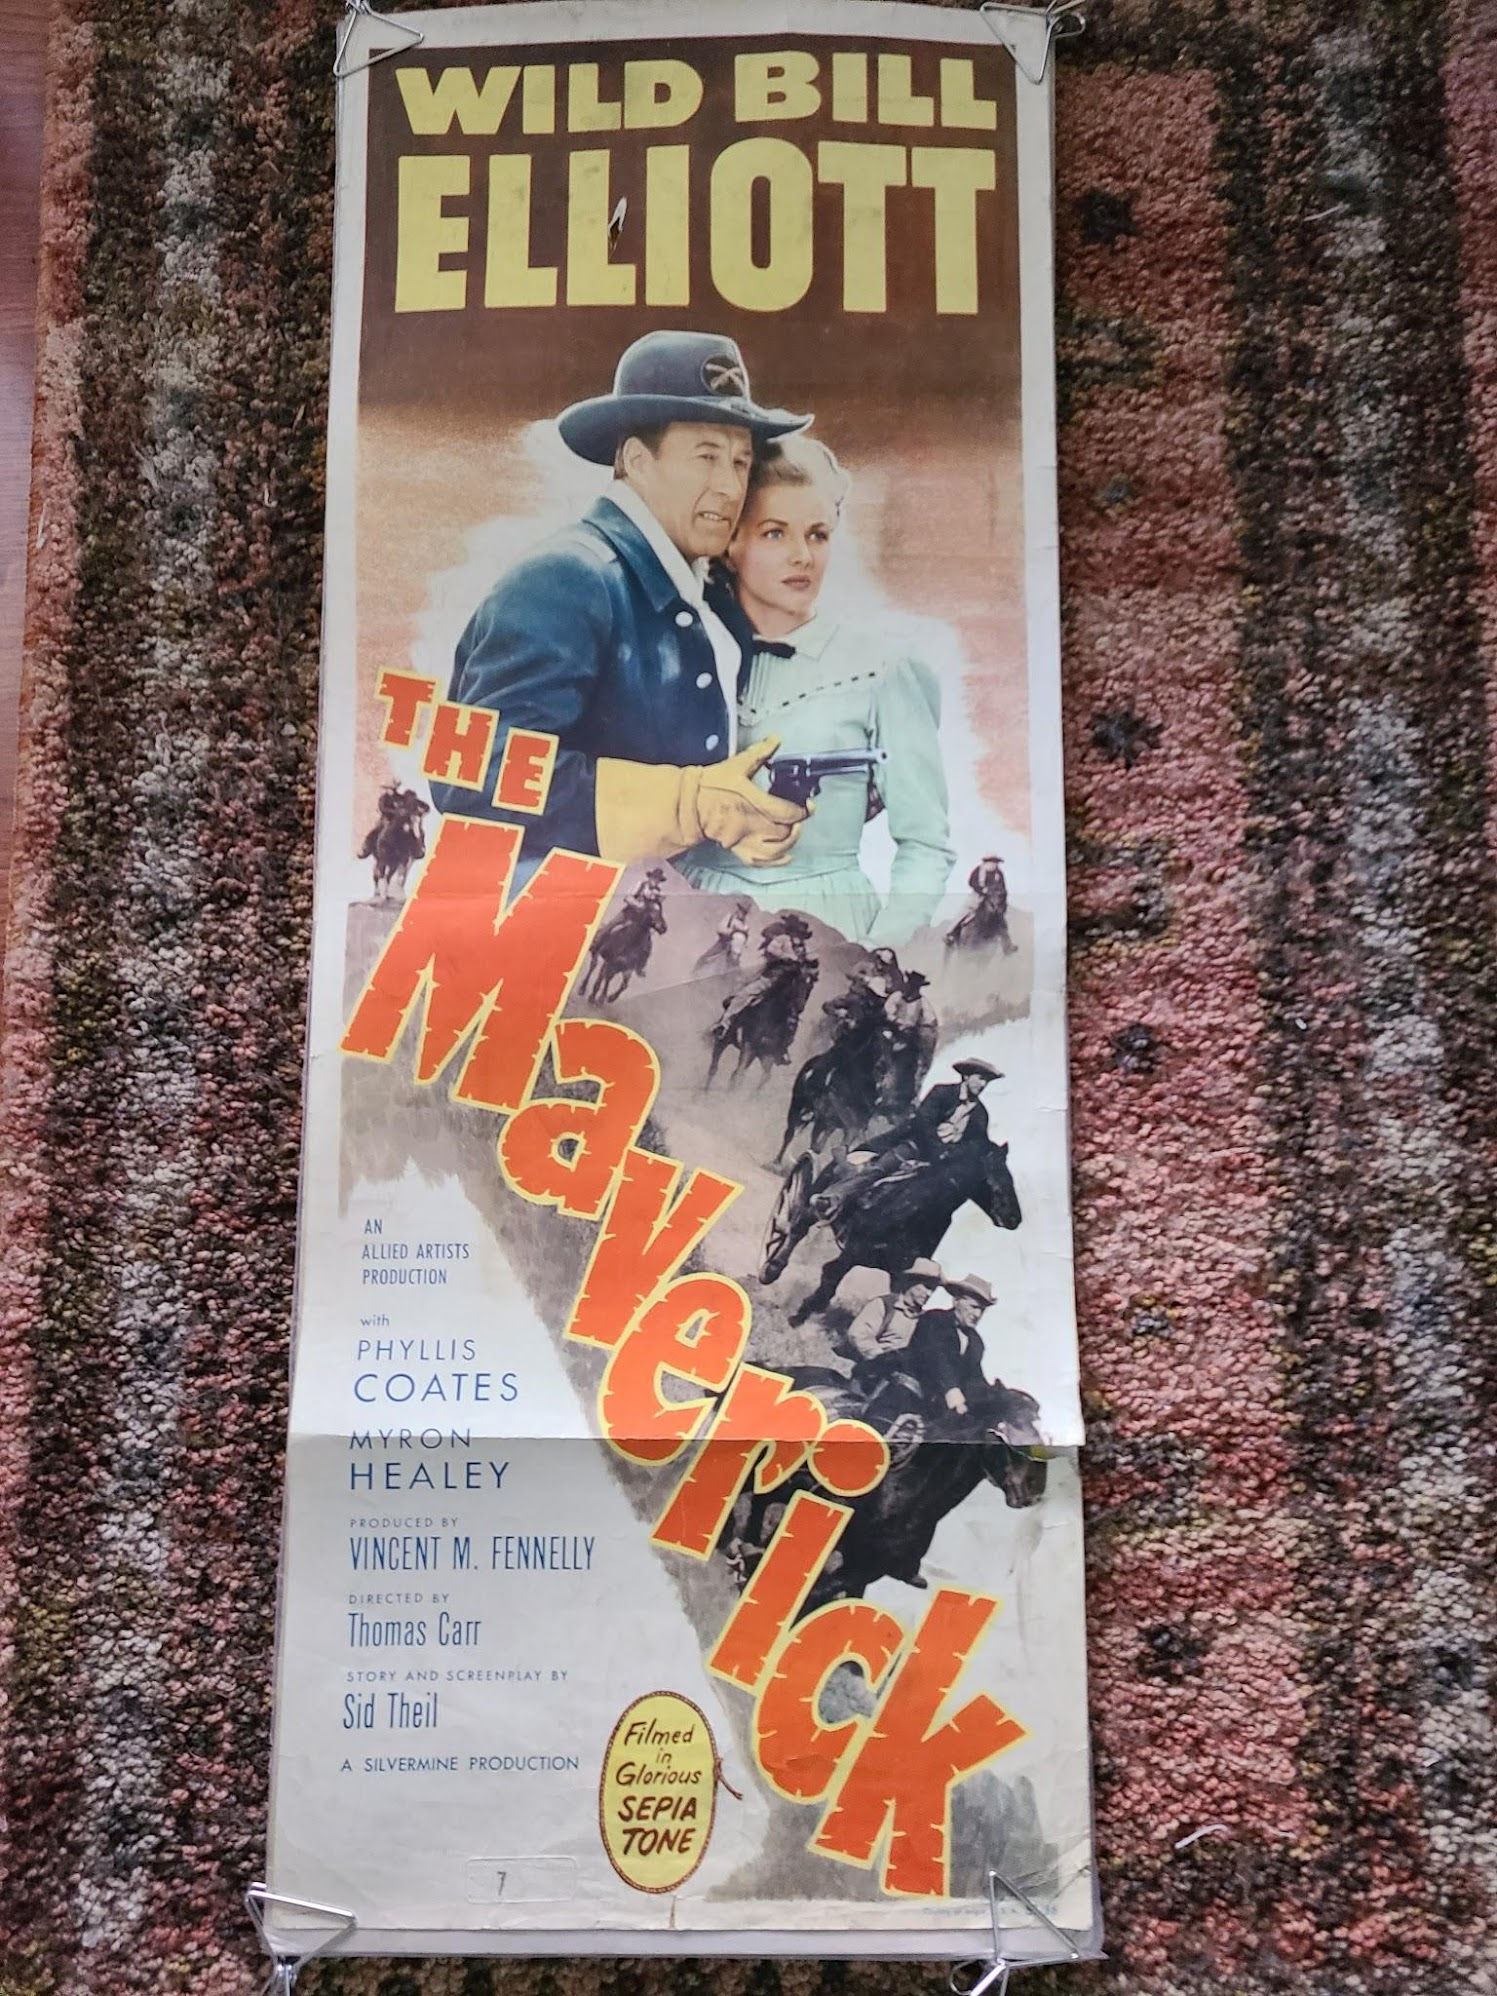 WILD BILL
ELLIOTT
THE
MaVerick
AN
ALLIED ARTISTS
PRODUCTION
with
PHYLLIS
COATES
MYRON
HEALEY
PRODUCED BY
VINCENT M. FENNELLY
DIRECTED BY
Thomas Carr
STORY AND SCREENPLAY BY
Sid Theil
A SILVERMINE PRODUCTION
Filmed
in
Glorious
SEPIA
TONE
7